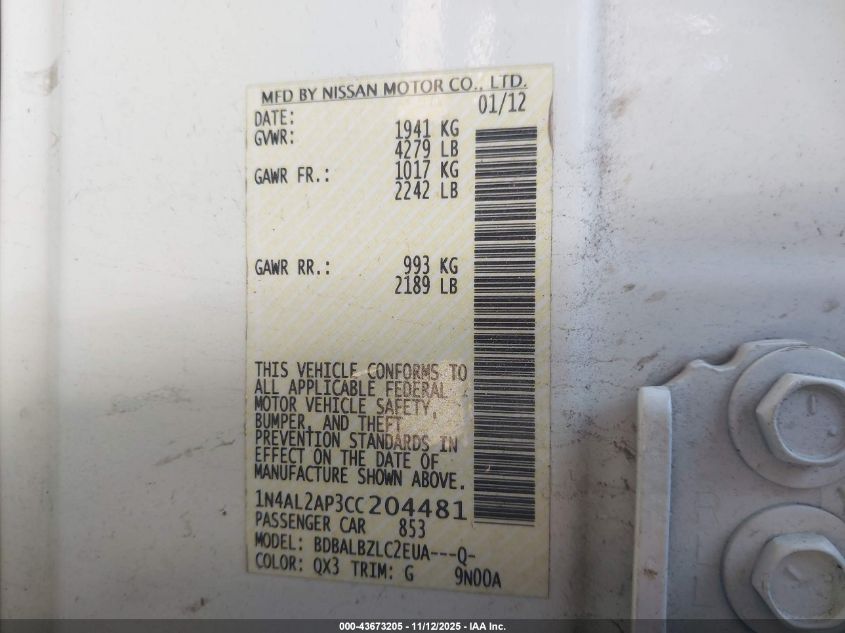 MFD BY NISSAN MOTOR CO., LTD.
DATE: 01/12
GVWR: 1941 KG
4279 LB
GAWR FR.: 1017 KG
2242 LB
GAWR RR.: 993 KG
2189 LB
THIS VEHICLE CONFORMS TO
ALL APPLICABLE FEDERAL
MOTOR VEHICLE SAFETY,
BUMPER, AND THEFT
PREVENTION STANDARDS IN
EFFECT ON THE DATE OF
MANUFACTURE SHOWN ABOVE.
1N4AL2AP3CC204481
PASSENGER CAR 853
MODEL: BDBALBZLC2EUA---Q-
COLOR: QX3 TRIM: G 9N00A
000-43673205 - 11/12/2025 - IAA Inc.